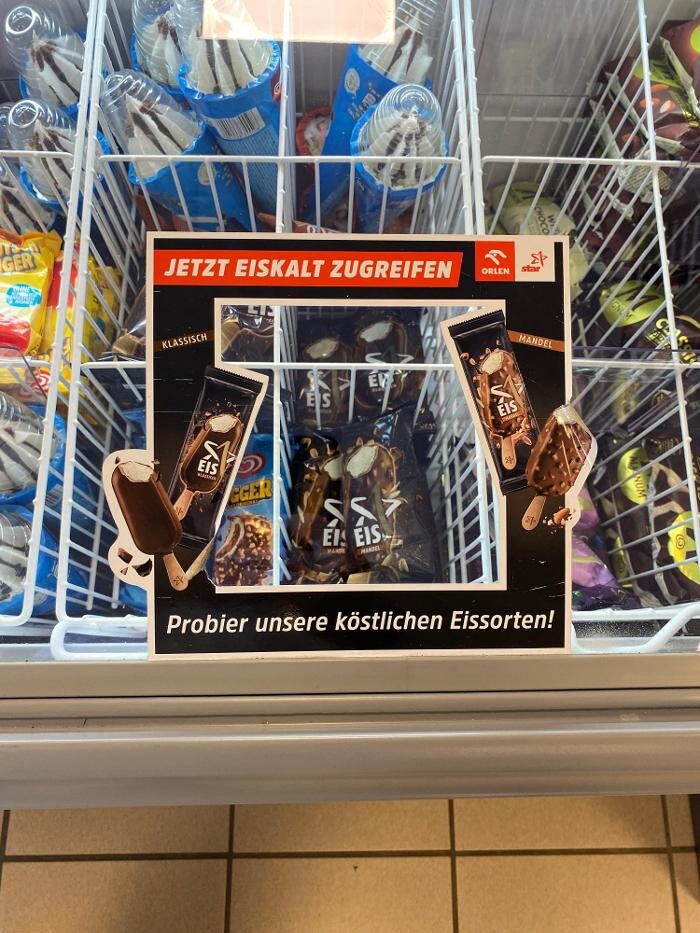 JETZT EISKALT ZUGREIFEN
ORLEN
star
KLASSISCH
MANDEL
EIS
KLASSISCH
EIS
EIS
EIS
GGER
EIS
EIS
MANDEL
MANDEL
Probier unsere köstlichen Eissorten!